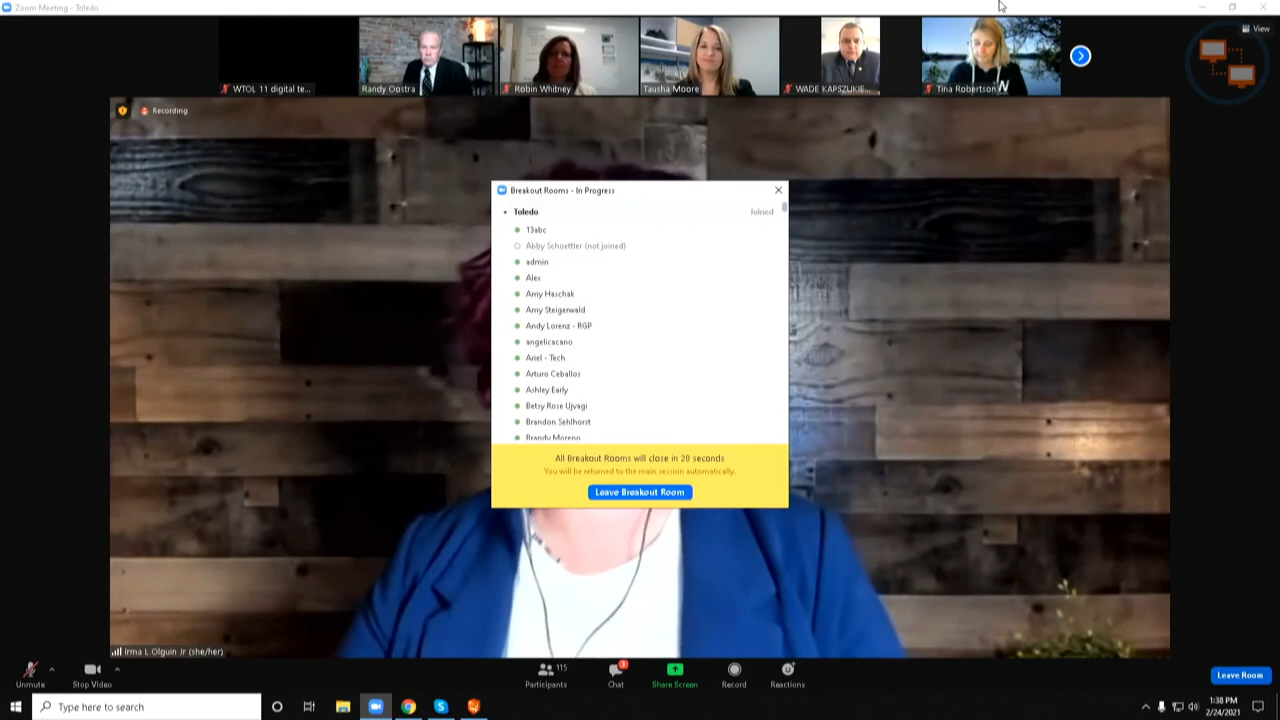 Zoom Meeting - Toledo
View
WTOL 11 digital te...
Randy Oostra
Robin Whitney
Tausha Moore
WADE KAPSZUKIE...
Tina Robertson
N
Recording
Breakout Rooms - In Progress
Toledo Joined
13abc
Abby Schoettler (not joined)
admin
Alex
Amy Haschak
Amy Steigerwald
Andy Lorenz - RGP
angelicacano
Ariel - Tech
Arturo Ceballos
Ashley Early
Betsy Rose Ujvagi
Brandon Sehlhorst
Brandy Moreno
All Breakout Rooms will close in 28 seconds
You will be returned to the main session automatically.
Leave Breakout Room
Irma L Olguin Jr (she/her)
Unmute
Stop Video
115
Participants
3
Chat
Share Screen
Record
Reactions
Leave Room
Type here to search
1:38 PM
2/24/2021